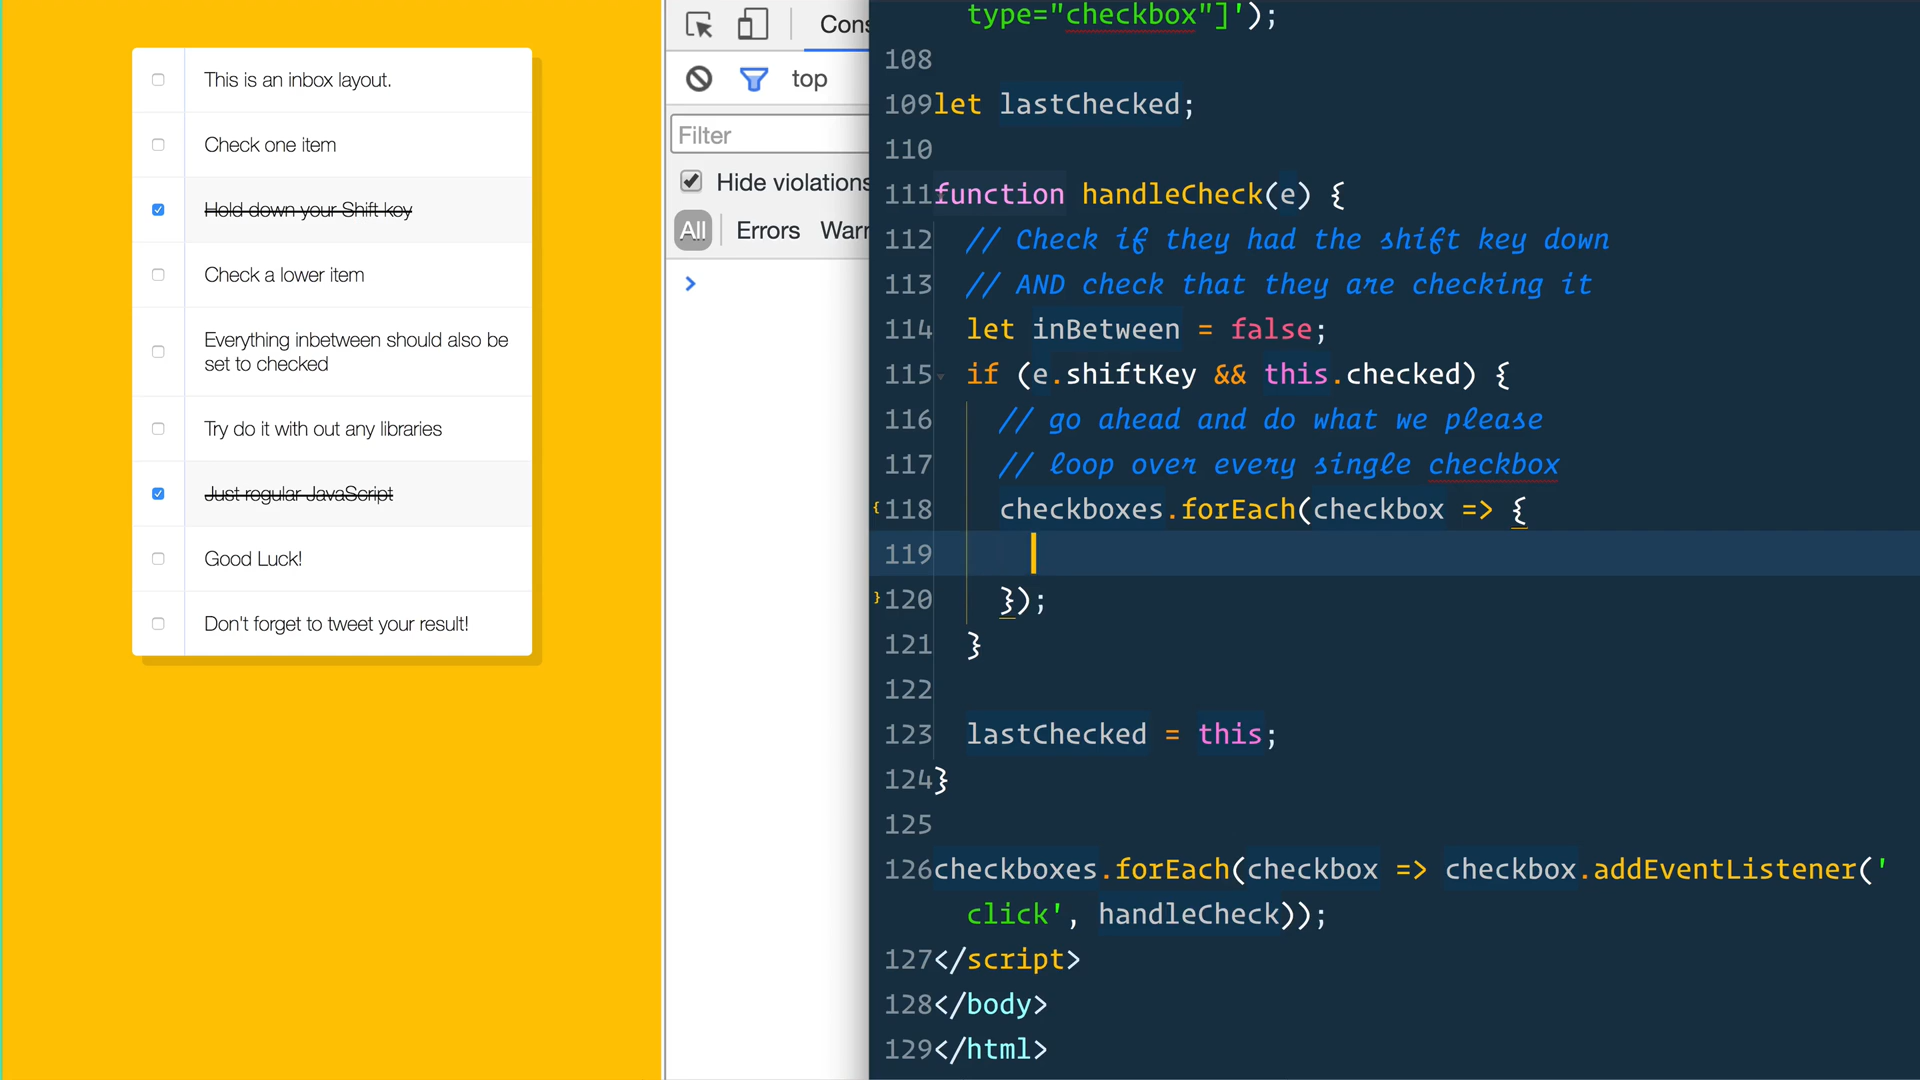 This is an inbox layout.
Check one item
Hold down your Shift key
Check a lower item
Everything inbetween should also be
set to checked
Try do it with out any libraries
Just regular JavaScript
Good Luck!
Don't forget to tweet your result!
Cons
top
Filter
Hide violations
All Errors Warn
type="checkbox"]');
108
109 let lastChecked;
110
111 function handleCheck(e) {
112 // Check if they had the shift key down
113 // AND check that they are checking it
114 let inBetween = false;
115 if (e.shiftKey && this.checked) {
116 // go ahead and do what we please
117 // loop over every single checkbox
118 checkboxes.forEach(checkbox => {
119
120 });
121 }
122
123 lastChecked = this;
124 }
125
126 checkboxes.forEach(checkbox => checkbox.addEventListener('
click', handleCheck));
127 </script>
128 </body>
129 </html>